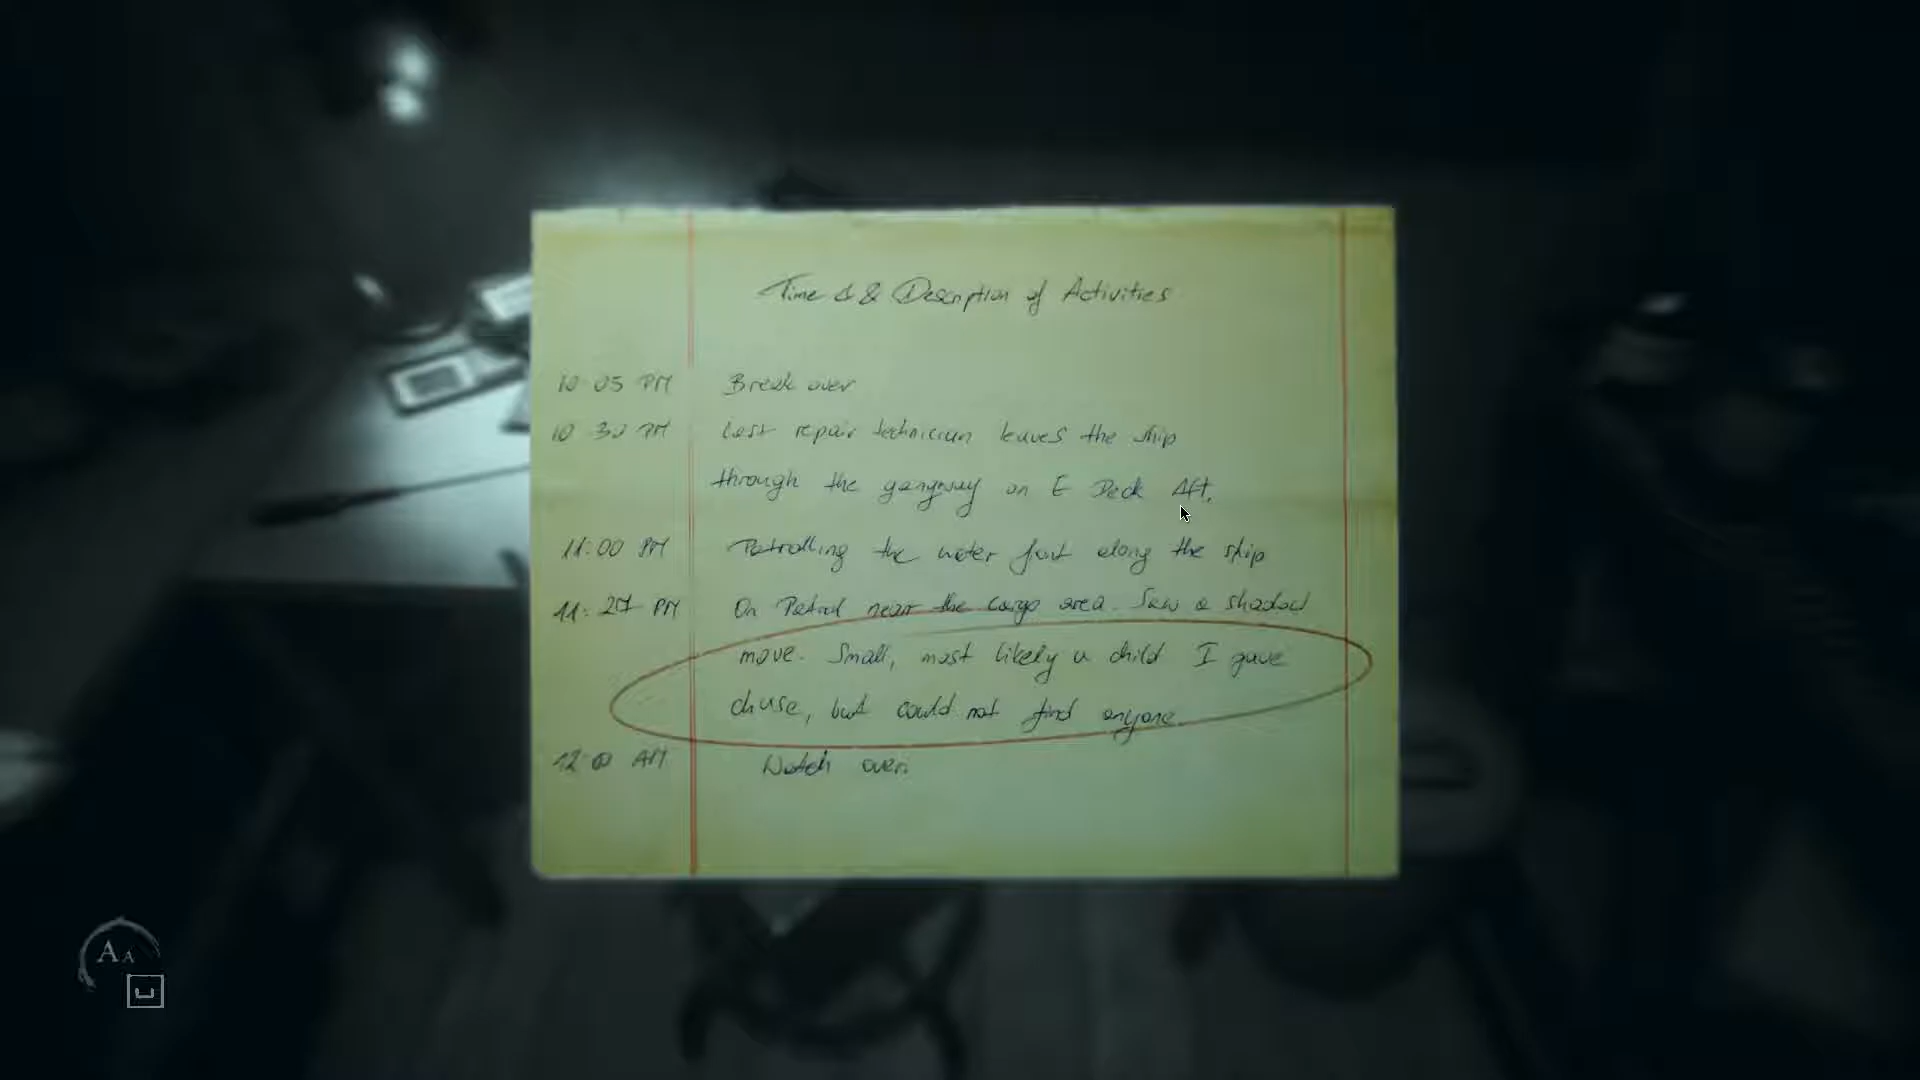 Time & Description of Activities
10:05 PM Break over
10:30 PM Last repair technician leaves the ship
through the gangway on E Deck Aft.
11:00 PM Patrolling the water front along the ship
11:27 PM On Patrol near the cargo area. Saw a shadow
move. Small, most likely a child I gave
chase, but could not find anyone.
AM Watch over.
AA